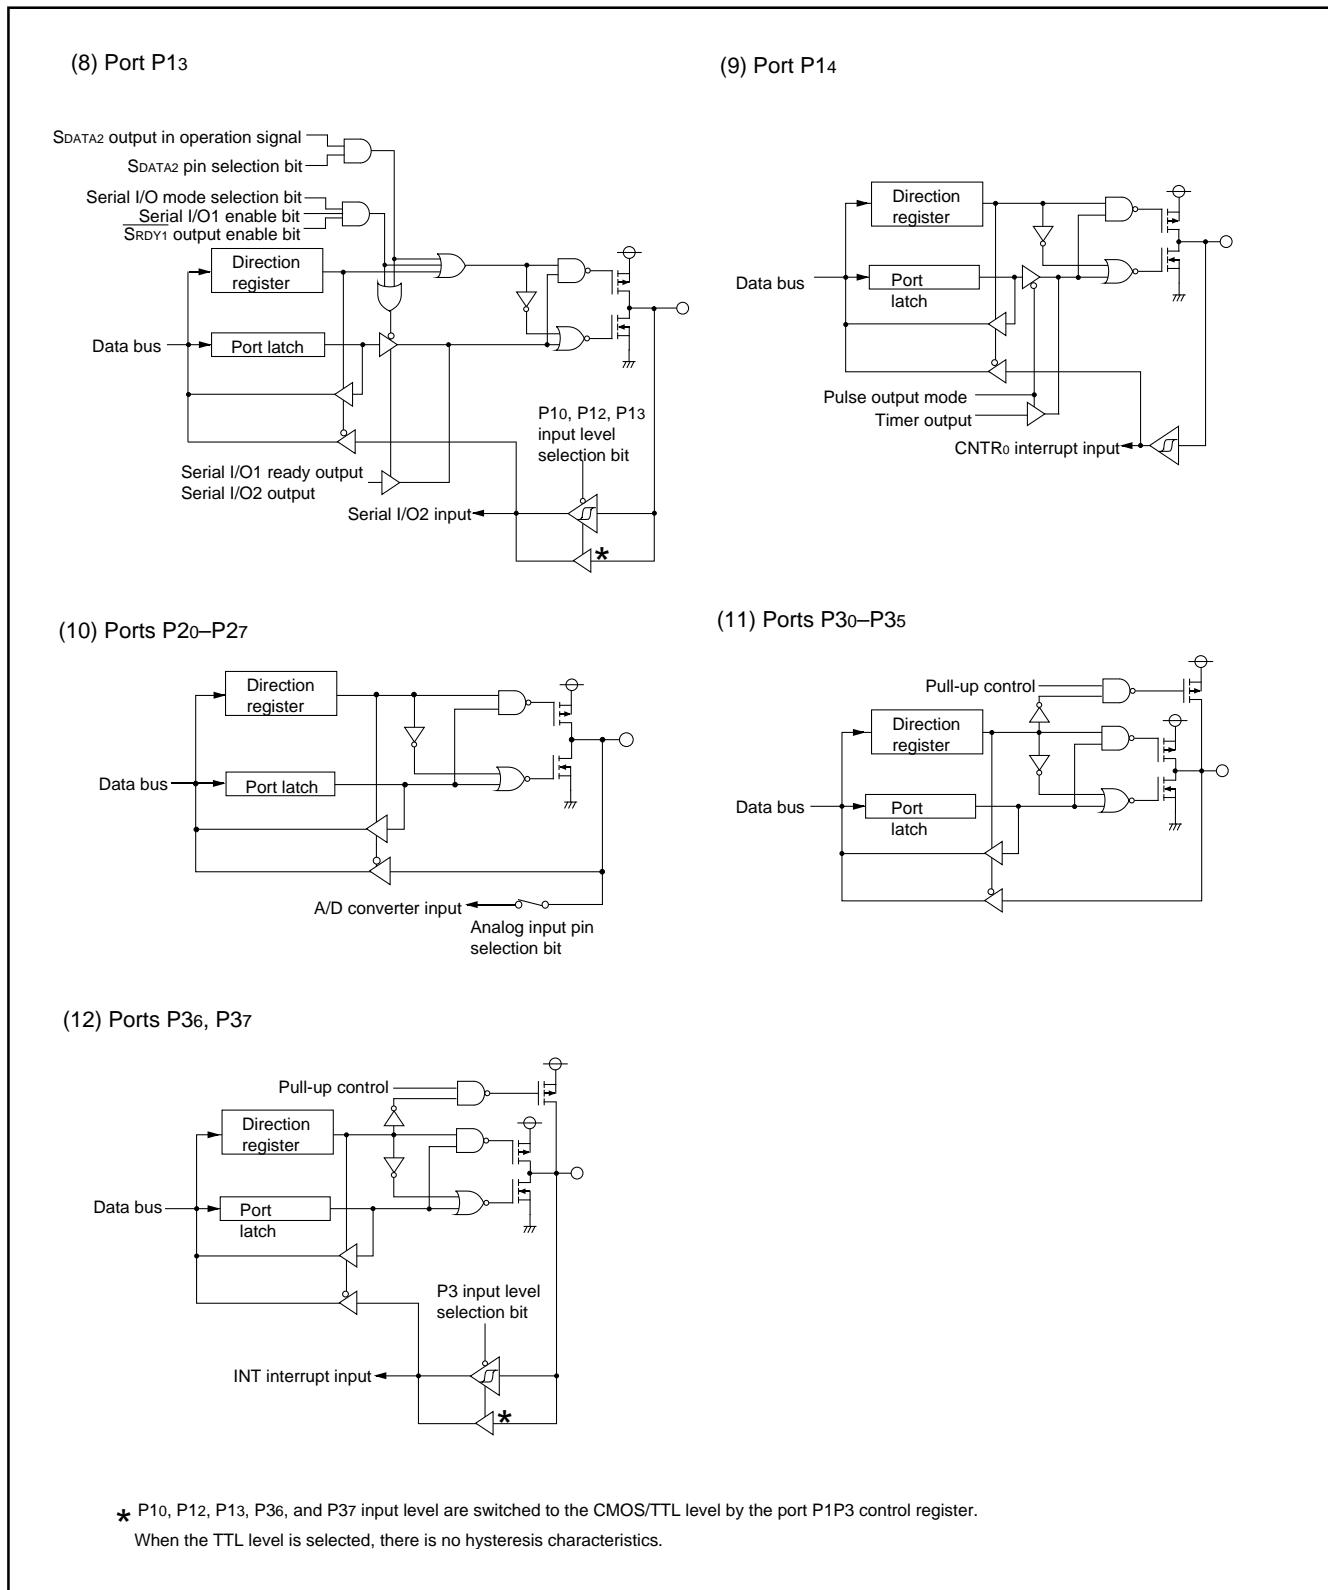 (8) Port P13
SDATA2 output in operation signal
SDATA2 pin selection bit
Serial I/O mode selection bit
Serial I/O1 enable bit
SRDY1 output enable bit
Direction
register
Data bus
Port latch
P10, P12, P13
input level
selection bit
Serial I/O1 ready output
Serial I/O2 output
Serial I/O2 input
*
(9) Port P14
Direction
register
Data bus
Port
latch
Pulse output mode
Timer output
CNTR0 interrupt input
(10) Ports P20–P27
Direction
register
Data bus
Port latch
A/D converter input
Analog input pin
selection bit
(11) Ports P30–P35
Pull-up control
Direction
register
Data bus
Port
latch
(12) Ports P36, P37
Pull-up control
Direction
register
Data bus
Port
latch
P3 input level
selection bit
INT interrupt input
*
* P10, P12, P13, P36, and P37 input level are switched to the CMOS/TTL level by the port P1P3 control register.
When the TTL level is selected, there is no hysteresis characteristics.